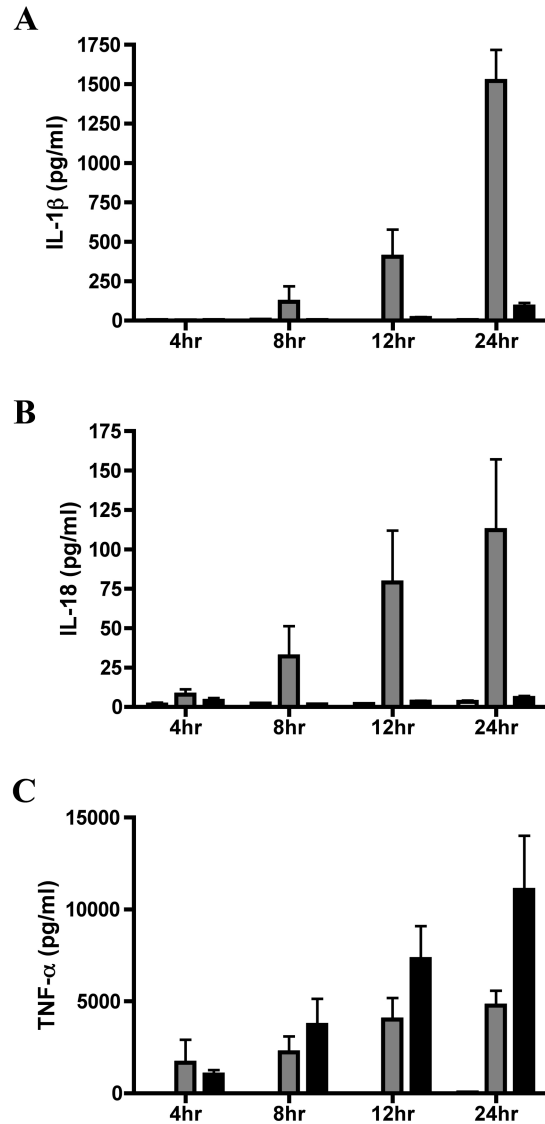 A
IL-1β (pg/ml)
1750
1500
1250
1000
750
500
250
0
4hr 8hr 12hr 24hr
B
IL-18 (pg/ml)
175
150
125
100
75
50
25
0
4hr 8hr 12hr 24hr
C
TNF-α (pg/ml)
15000
10000
5000
0
4hr 8hr 12hr 24hr